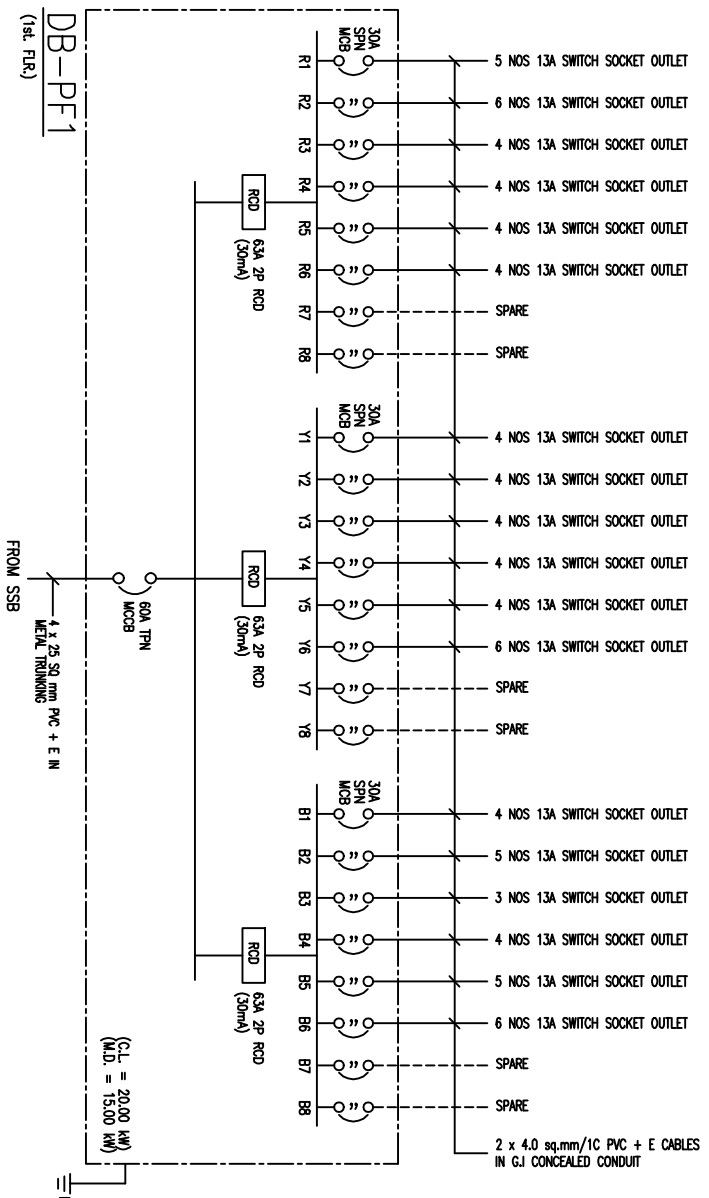 DB-PF1
(1st. FLR.)
30A
SPN
MCB
R1
5 NOS 13A SWITCH SOCKET OUTLET
R2
"
6 NOS 13A SWITCH SOCKET OUTLET
R3
"
4 NOS 13A SWITCH SOCKET OUTLET
R4
"
4 NOS 13A SWITCH SOCKET OUTLET
R5
"
4 NOS 13A SWITCH SOCKET OUTLET
R6
"
4 NOS 13A SWITCH SOCKET OUTLET
R7
"
SPARE
R8
"
SPARE
RCD
63A 2P RCD
(30mA)
30A
SPN
MCB
Y1
4 NOS 13A SWITCH SOCKET OUTLET
Y2
"
4 NOS 13A SWITCH SOCKET OUTLET
Y3
"
4 NOS 13A SWITCH SOCKET OUTLET
Y4
"
4 NOS 13A SWITCH SOCKET OUTLET
Y5
"
4 NOS 13A SWITCH SOCKET OUTLET
Y6
"
6 NOS 13A SWITCH SOCKET OUTLET
Y7
"
SPARE
Y8
"
SPARE
RCD
63A 2P RCD
(30mA)
60A TPN
MCCB
FROM SSB
4 x 25 SQ mm PVC + E IN
METAL TRUNKING
30A
SPN
MCB
B1
4 NOS 13A SWITCH SOCKET OUTLET
B2
"
5 NOS 13A SWITCH SOCKET OUTLET
B3
"
3 NOS 13A SWITCH SOCKET OUTLET
B4
"
4 NOS 13A SWITCH SOCKET OUTLET
B5
"
5 NOS 13A SWITCH SOCKET OUTLET
B6
"
6 NOS 13A SWITCH SOCKET OUTLET
B7
"
SPARE
B8
"
SPARE
RCD
63A 2P RCD
(30mA)
(C.L. = 20.00 kW)
(M.D. = 15.00 kW)
2 x 4.0 sq.mm/1C PVC + E CABLES
IN G.I CONCEALED CONDUIT
E